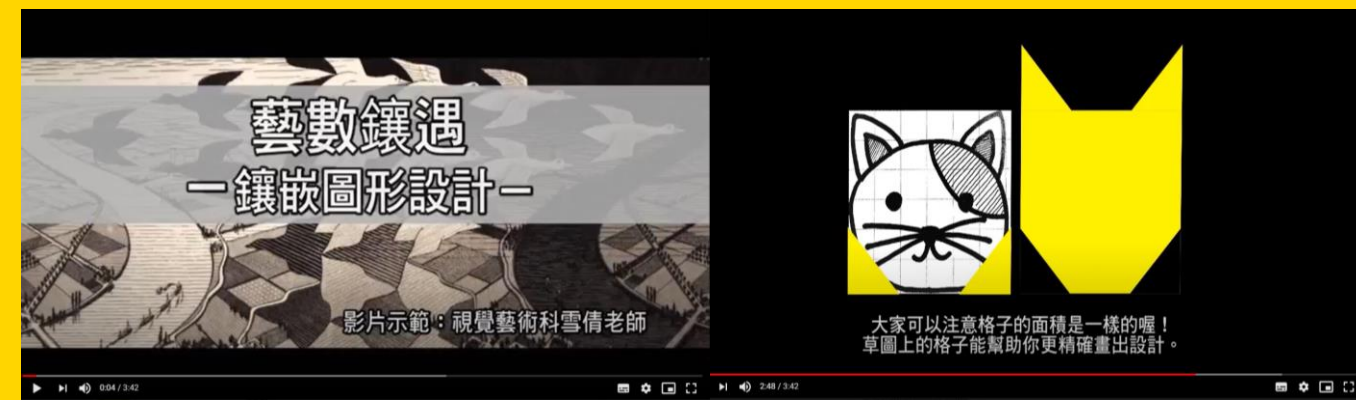 藝數鑲遇
－鑲嵌圖形設計－
影片示範：視覺藝術科雪倩老師
0:04 / 3:42
大家可以注意格子的面積是一樣的喔！
草圖上的格子能幫助你更精確畫出設計。
2:48 / 3:42